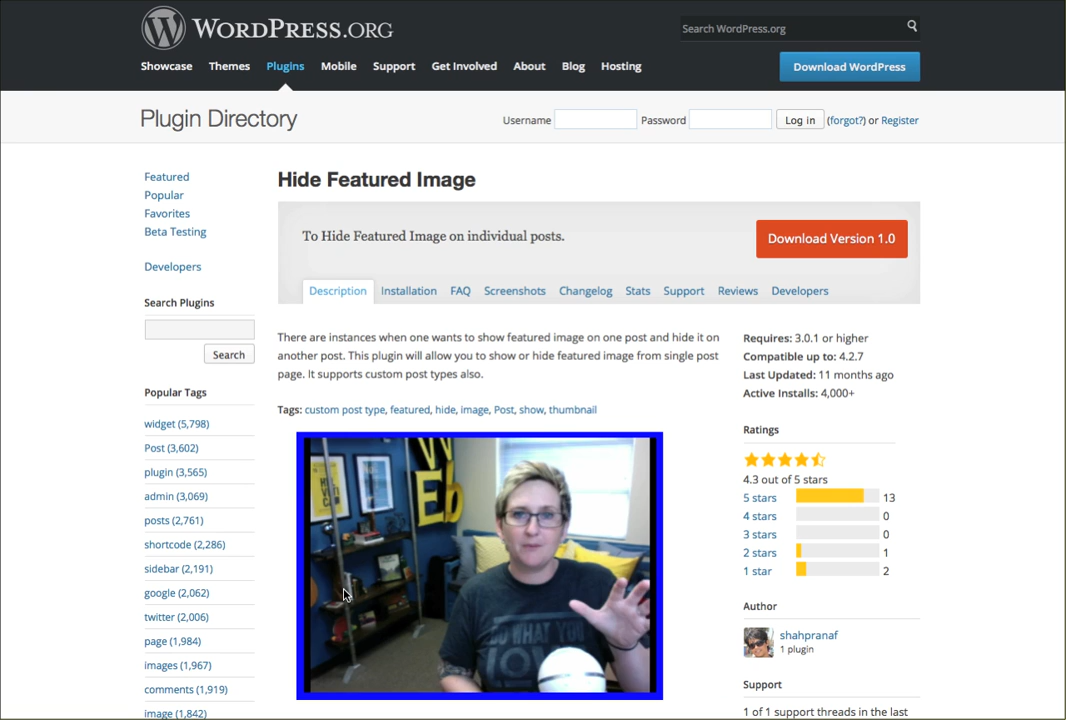 WORDPRESS.ORG
Search WordPress.org
Showcase Themes Plugins Mobile Support Get Involved About Blog Hosting
Download WordPress
Plugin Directory
Username Password Log in (forgot?) or Register
Featured
Popular
Favorites
Beta Testing
Developers
Search Plugins
Search
Popular Tags
widget (5,798)
Post (3,602)
plugin (3,565)
admin (3,069)
posts (2,761)
shortcode (2,286)
sidebar (2,191)
google (2,062)
twitter (2,006)
page (1,984)
images (1,967)
comments (1,919)
image (1,842)
Hide Featured Image
To Hide Featured Image on individual posts.
Download Version 1.0
Description Installation FAQ Screenshots Changelog Stats Support Reviews Developers
There are instances when one wants to show featured image on one post and hide it on
another post. This plugin will allow you to show or hide featured image from single post
page. It supports custom post types also.
Tags: custom post type, featured, hide, image, Post, show, thumbnail
WEb
DO WHAT YOU
Requires: 3.0.1 or higher
Compatible up to: 4.2.7
Last Updated: 11 months ago
Active Installs: 4,000+
Ratings
4.3 out of 5 stars
5 stars 13
4 stars 0
3 stars 0
2 stars 1
1 star 2
Author
shahpranaf
1 plugin
Support
1 of 1 support threads in the last